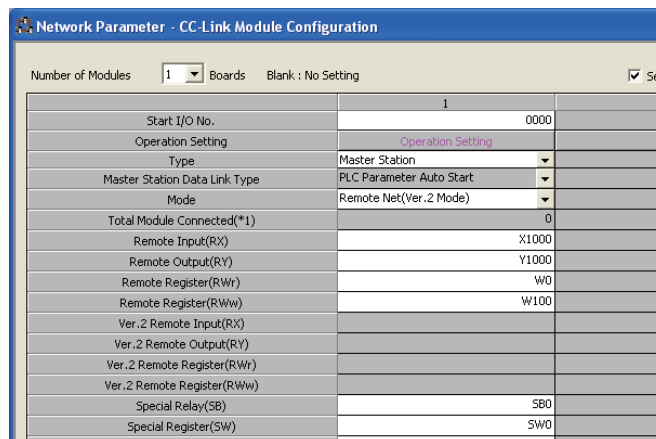 Network Parameter - CC-Link Module Configuration
Number of Modules 1 Boards Blank : No Setting Se
1
Start I/O No. 0000
Operation Setting Operation Setting
Type Master Station
Master Station Data Link Type PLC Parameter Auto Start
Mode Remote Net(Ver.2 Mode)
Total Module Connected(*1) 0
Remote Input(RX) X1000
Remote Output(RY) Y1000
Remote Register(RWr) W0
Remote Register(RWw) W100
Ver.2 Remote Input(RX)
Ver.2 Remote Output(RY)
Ver.2 Remote Register(RWr)
Ver.2 Remote Register(RWw)
Special Relay(SB) SB0
Special Register(SW) SW0